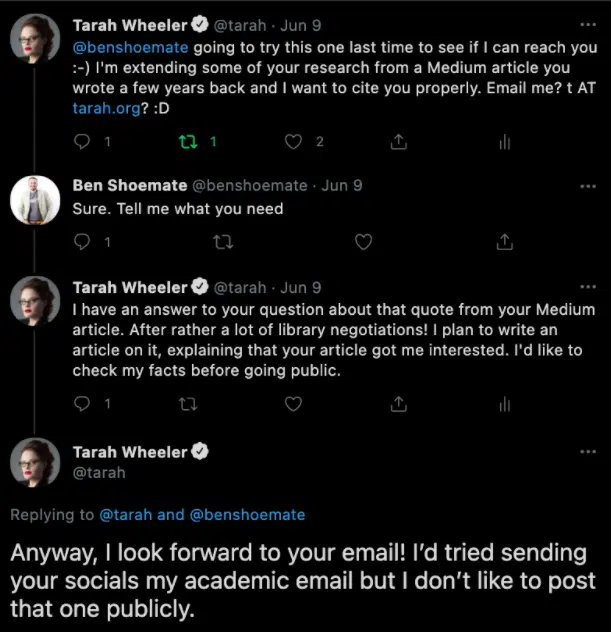 Tarah Wheeler @tarah · Jun 9
@benshoemate going to try this one last time to see if I can reach you
:-) I'm extending some of your research from a Medium article you
wrote a few years back and I want to cite you properly. Email me? t AT
tarah.org? :D
1 1 2
Ben Shoemate @benshoemate · Jun 9
Sure. Tell me what you need
1
Tarah Wheeler @tarah · Jun 9
I have an answer to your question about that quote from your Medium
article. After rather a lot of library negotiations! I plan to write an
article on it, explaining that your article got me interested. I'd like to
check my facts before going public.
1
Tarah Wheeler
@tarah
Replying to @tarah and @benshoemate
Anyway, I look forward to your email! I’d tried sending
your socials my academic email but I don’t like to post
that one publicly.